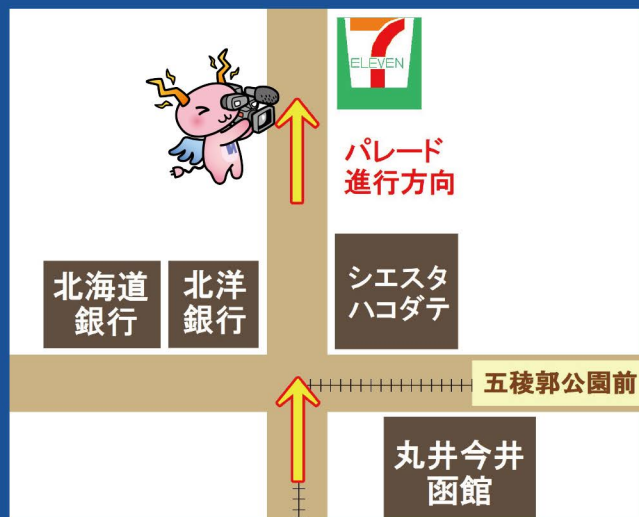 7
ELEVEN
パレード
進行方向
北海道
銀行
北洋
銀行
シエスタ
ハコダテ
五稜郭公園前
丸井今井
函館